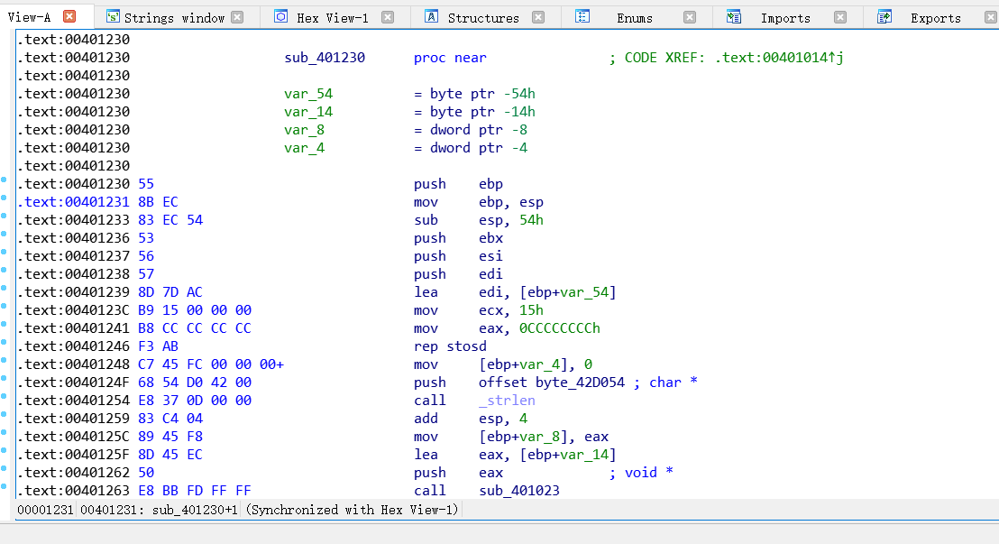 View-A Strings window Hex View-1 Structures Enums Imports Exports
.text:00401230
.text:00401230 sub_401230 proc near ; CODE XREF: .text:00401014↑j
.text:00401230
.text:00401230 var_54 = byte ptr -54h
.text:00401230 var_14 = byte ptr -14h
.text:00401230 var_8 = dword ptr -8
.text:00401230 var_4 = dword ptr -4
.text:00401230
.text:00401230 55 push ebp
.text:00401231 8B EC mov ebp, esp
.text:00401233 83 EC 54 sub esp, 54h
.text:00401236 53 push ebx
.text:00401237 56 push esi
.text:00401238 57 push edi
.text:00401239 8D 7D AC lea edi, [ebp+var_54]
.text:0040123C B9 15 00 00 00 mov ecx, 15h
.text:00401241 B8 CC CC CC CC mov eax, 0CCCCCCCCh
.text:00401246 F3 AB rep stosd
.text:00401248 C7 45 FC 00 00 00+ mov [ebp+var_4], 0
.text:0040124F 68 54 D0 42 00 push offset byte_42D054 ; char *
.text:00401254 E8 37 0D 00 00 call _strlen
.text:00401259 83 C4 04 add esp, 4
.text:0040125C 89 45 F8 mov [ebp+var_8], eax
.text:0040125F 8D 45 EC lea eax, [ebp+var_14]
.text:00401262 50 push eax ; void *
.text:00401263 E8 BB FD FF FF call sub_401023
00001231 00401231: sub_401230+1 (Synchronized with Hex View-1)